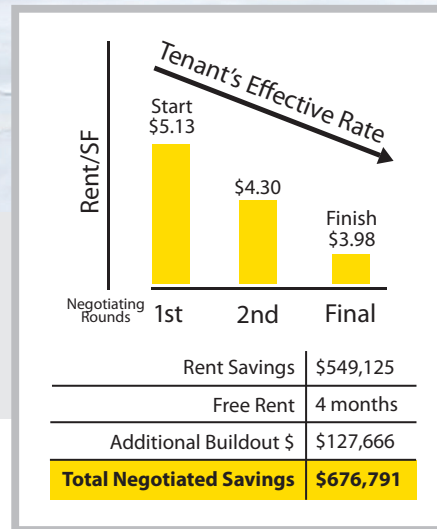 Tenant's Effective Rate
Rent/SF
Start
$5.13
$4.30
Finish
$3.98
Negotiating
Rounds
1st 2nd Final
Rent Savings $549,125
Free Rent 4 months
Additional Buildout $ $127,666
Total Negotiated Savings $676,791